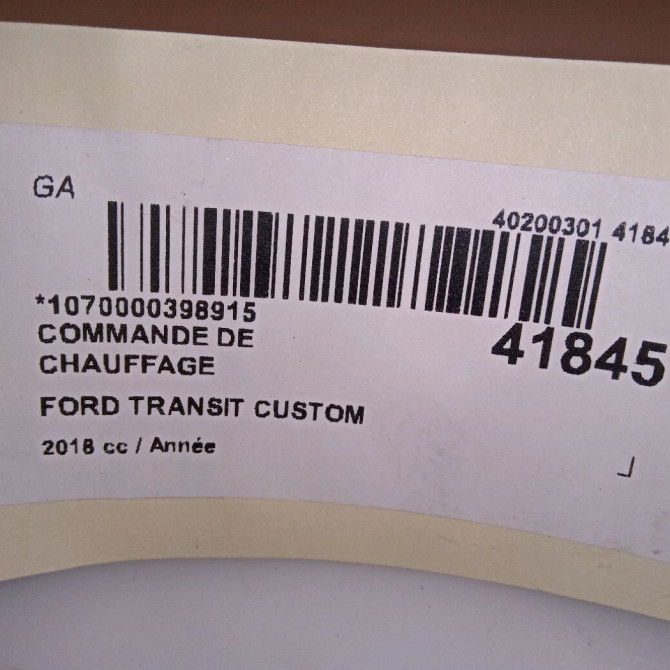 GA
40200301 4184
*1070000398915
41845
COMMANDE DE
CHAUFFAGE
FORD TRANSIT CUSTOM
2018 cc / Année